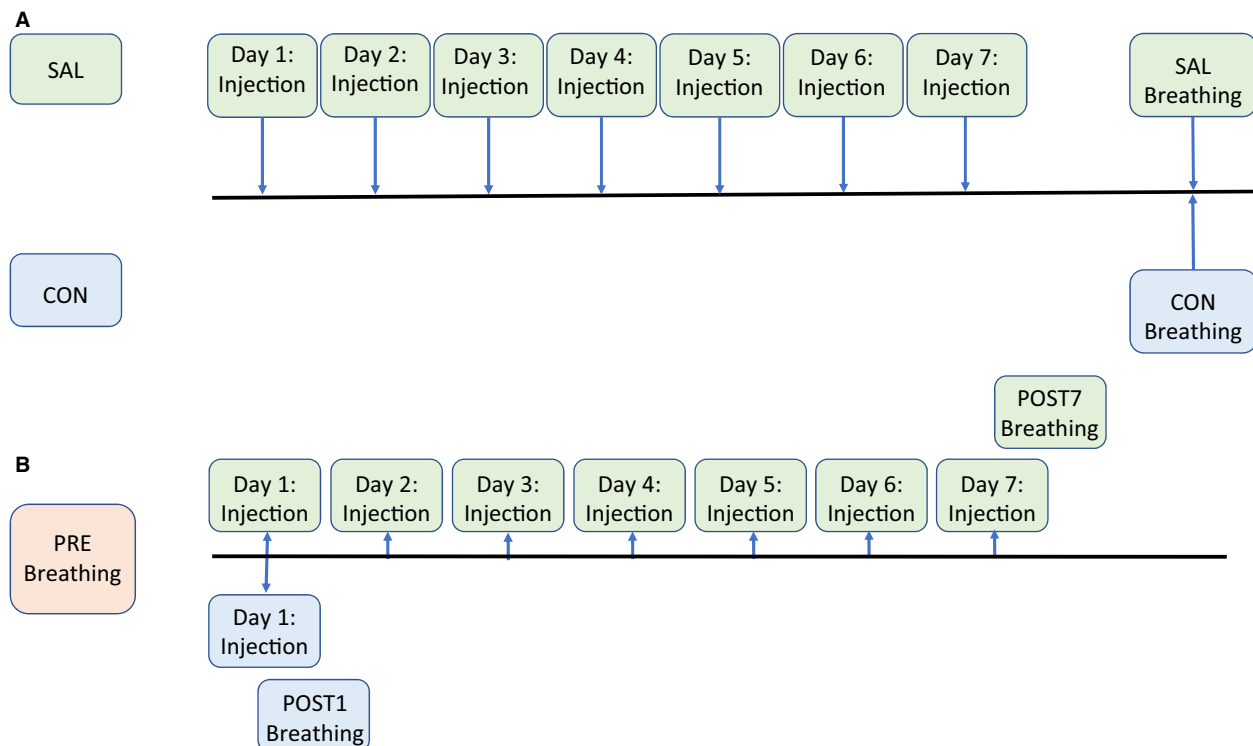 A
SAL
Day 1:
Injection
Day 2:
Injection
Day 3:
Injection
Day 4:
Injection
Day 5:
Injection
Day 6:
Injection
Day 7:
Injection
SAL
Breathing
CON
CON
Breathing
POST7
Breathing
B
PRE
Breathing
Day 1:
Injection
Day 2:
Injection
Day 3:
Injection
Day 4:
Injection
Day 5:
Injection
Day 6:
Injection
Day 7:
Injection
Day 1:
Injection
POST1
Breathing